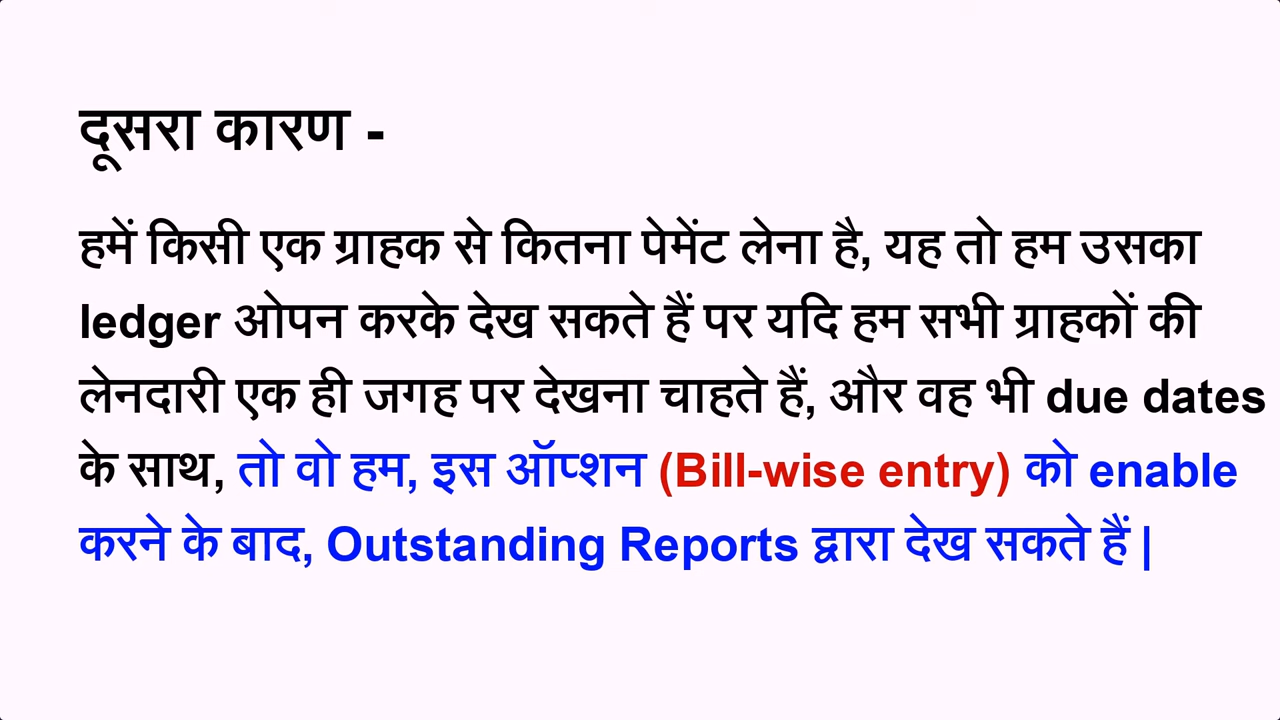 दूसरा कारण -
हमें किसी एक ग्राहक से कितना पेमेंट लेना है, यह तो हम उसका
ledger ओपन करके देख सकते हैं पर यदि हम सभी ग्राहकों की
लेनदारी एक ही जगह पर देखना चाहते हैं, और वह भी due dates
के साथ, तो वो हम, इस ऑप्शन (Bill-wise entry) को enable
करने के बाद, Outstanding Reports द्वारा देख सकते हैं |